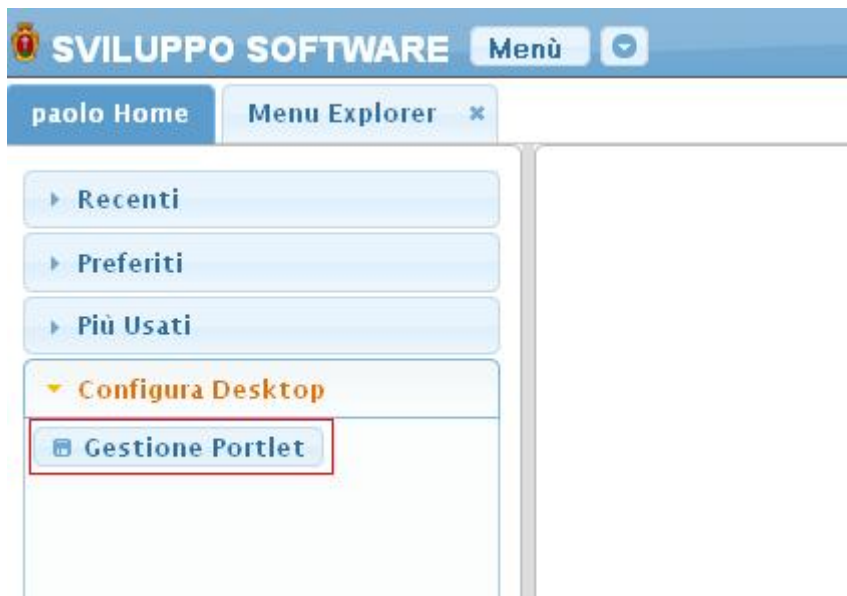 SVILUPPO SOFTWARE Menù
paolo Home Menu Explorer
Recenti
Preferiti
Più Usati
Configura Desktop
Gestione Portlet